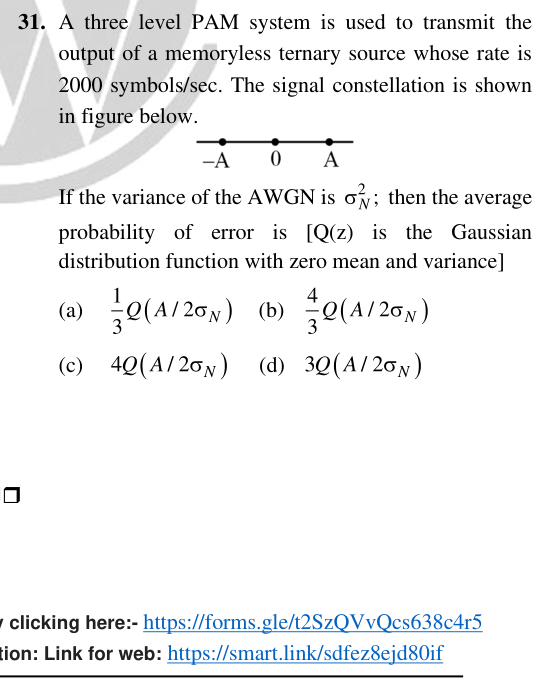 31. A three level PAM system is used to transmit the
output of a memoryless ternary source whose rate is
2000 symbols/sec. The signal constellation is shown
in figure below.
–A 0 A
If the variance of the AWGN is σ²_N; then the average
probability of error is [Q(z) is the Gaussian
distribution function with zero mean and variance]
(a) 1/3 Q(A/2σ_N) (b) 4/3 Q(A/2σ_N)
(c) 4Q(A/2σ_N) (d) 3Q(A/2σ_N)
clicking here:- https://forms.gle/t2SzQVvQcs638c4r5
tion: Link for web: https://smart.link/sdfez8ejd80if